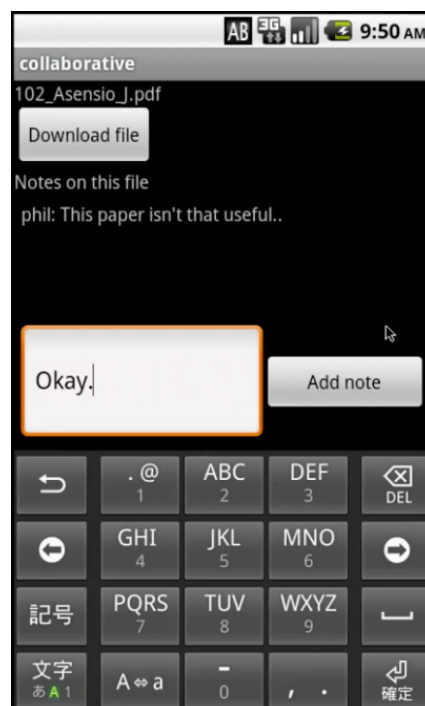 AB 3G 9:50 AM
collaborative
102_Asensio_J.pdf
Download file
Notes on this file
phil: This paper isn't that useful..
Okay.
Add note
. @ ABC DEF
1 2 3 DEL
GHI JKL MNO
4 5 6
記号 PQRS TUV WXYZ
7 8 9
文字 A⇔a - , .
あA1 0 確定